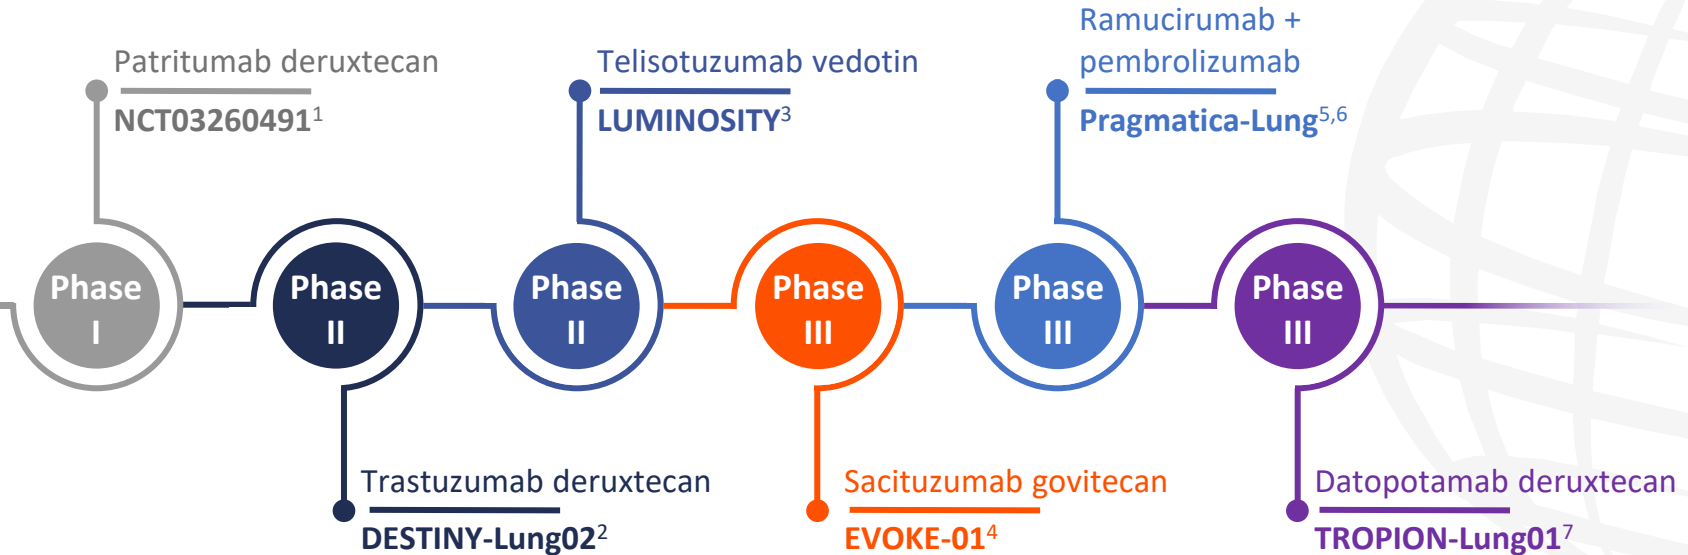 Patritumab deruxtecan
NCT03260491¹
Telisotuzumab vedotin
LUMINOSITY³
Ramucirumab +
pembrolizumab
Pragmatica-Lung⁵,⁶
Phase
I
Phase
II
Phase
II
Phase
III
Phase
III
Phase
III
Trastuzumab deruxtecan
DESTINY-Lung02²
Sacituzumab govitecan
EVOKE-01⁴
Datopotamab deruxtecan
TROPION-Lung01⁷